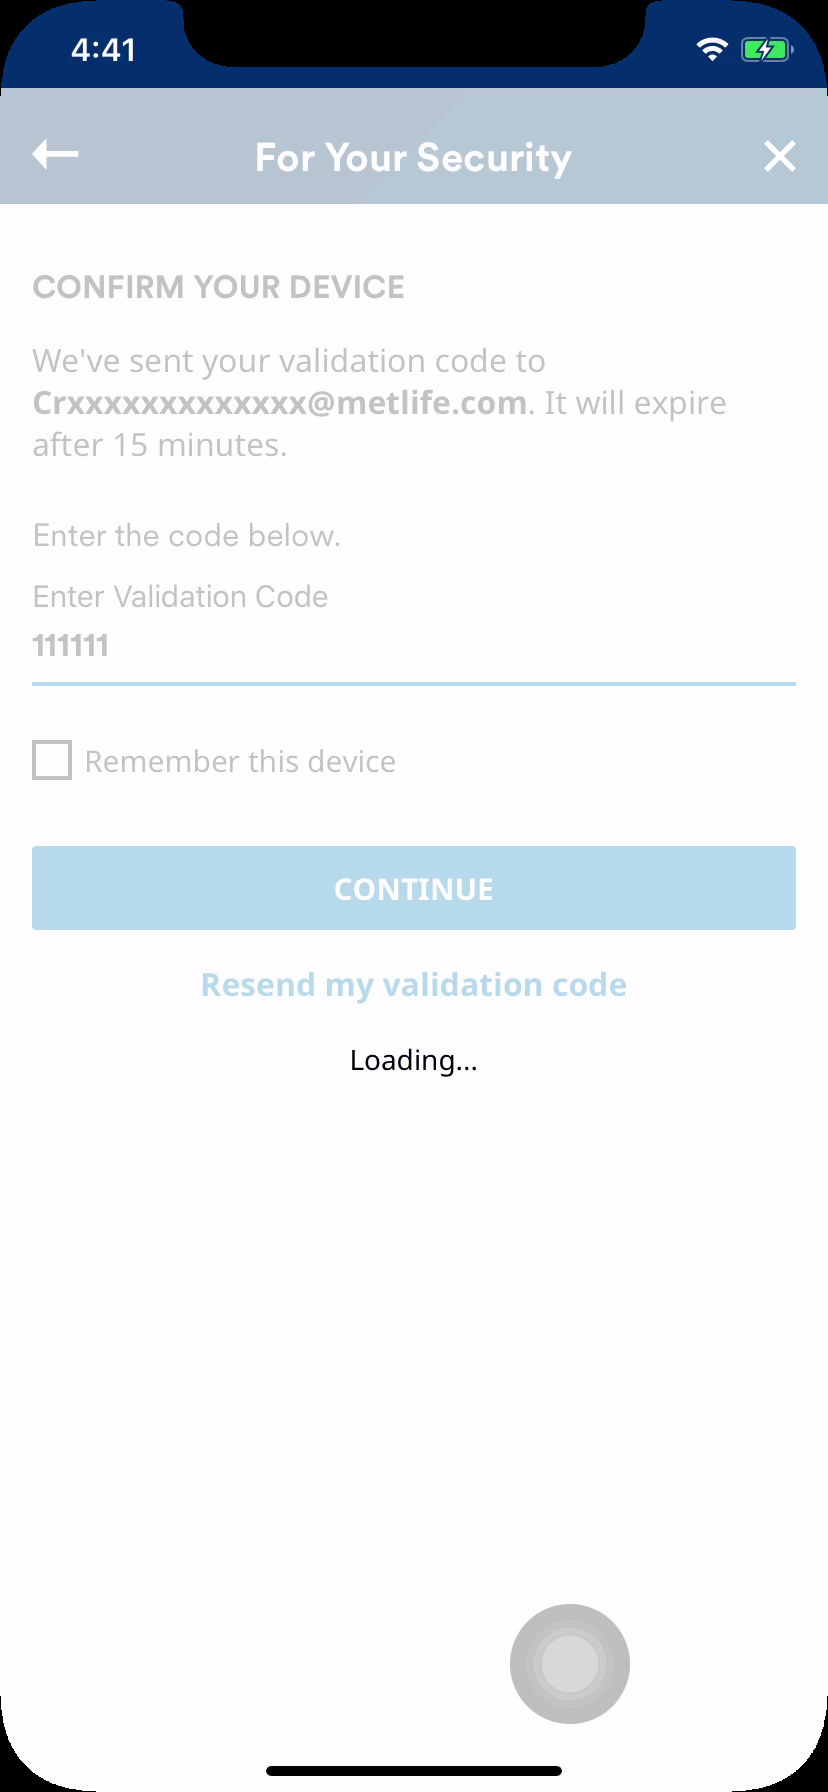 4:41
For Your Security
CONFIRM YOUR DEVICE
We've sent your validation code to
Crxxxxxxxxxxxxx@metlife.com. It will expire
after 15 minutes.
Enter the code below.
Enter Validation Code
111111
Remember this device
CONTINUE
Resend my validation code
Loading...